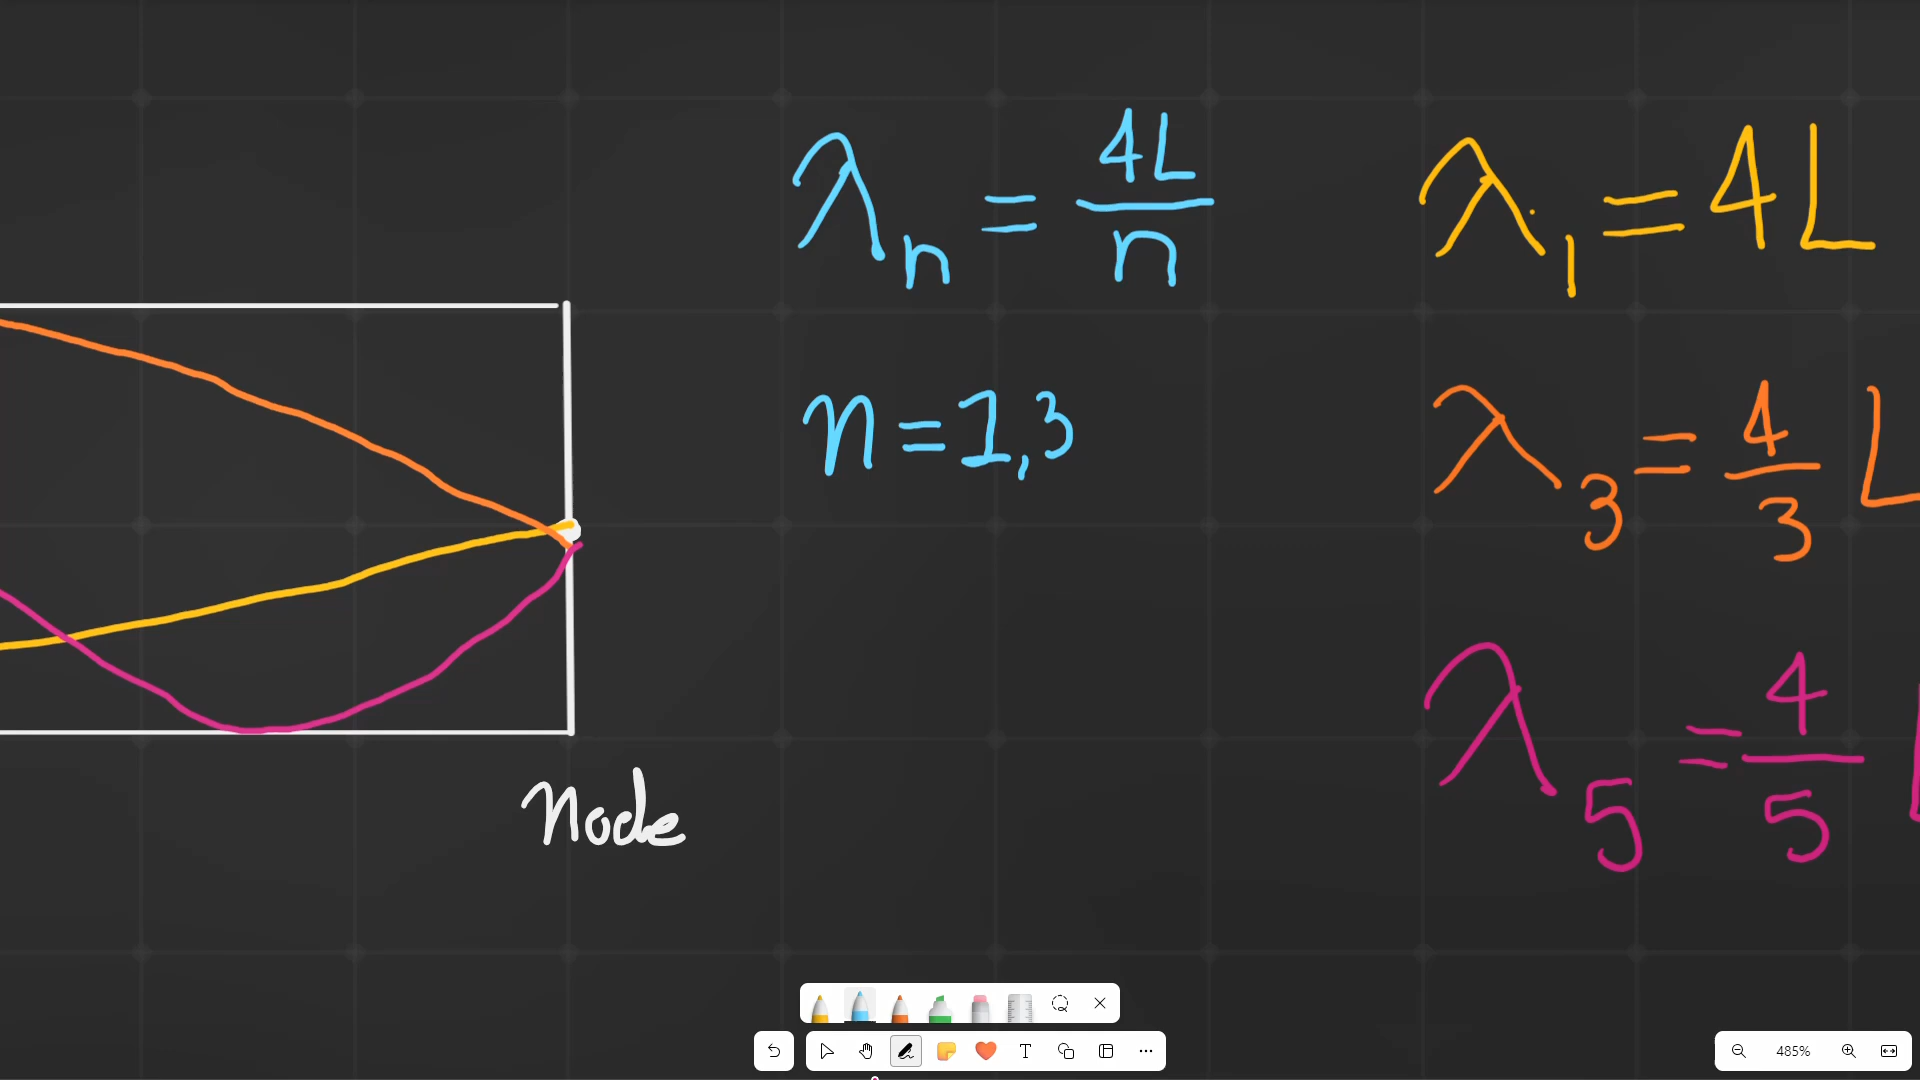 λn = 4L/n
n = 1,3
λ1 = 4L
λ3 = 4/3 L
λ5 = 4/5
Node
T
485%